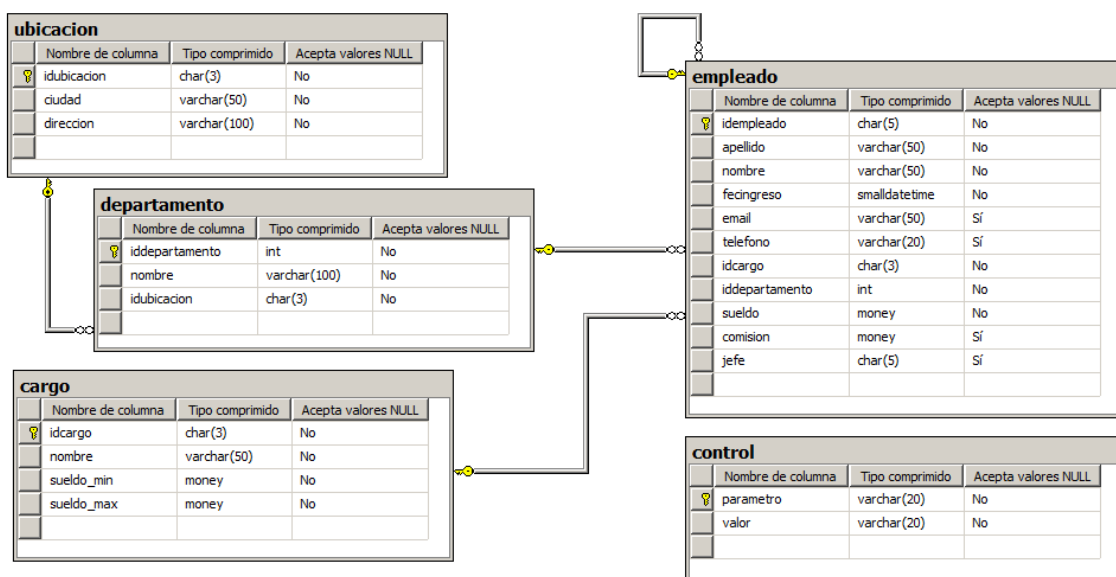 ubicacion
Nombre de columna Tipo comprimido Acepta valores NULL
idubicacion char(3) No
ciudad varchar(50) No
direccion varchar(100) No
departamento
Nombre de columna Tipo comprimido Acepta valores NULL
iddepartamento int No
nombre varchar(100) No
idubicacion char(3) No
cargo
Nombre de columna Tipo comprimido Acepta valores NULL
idcargo char(3) No
nombre varchar(50) No
sueldo_min money No
sueldo_max money No
empleado
Nombre de columna Tipo comprimido Acepta valores NULL
idempleado char(5) No
apellido varchar(50) No
nombre varchar(50) No
fecingreso smalldatetime No
email varchar(50) Sí
telefono varchar(20) Sí
idcargo char(3) No
iddepartamento int No
sueldo money No
comision money Sí
jefe char(5) Sí
control
Nombre de columna Tipo comprimido Acepta valores NULL
parametro varchar(20) No
valor varchar(20) No